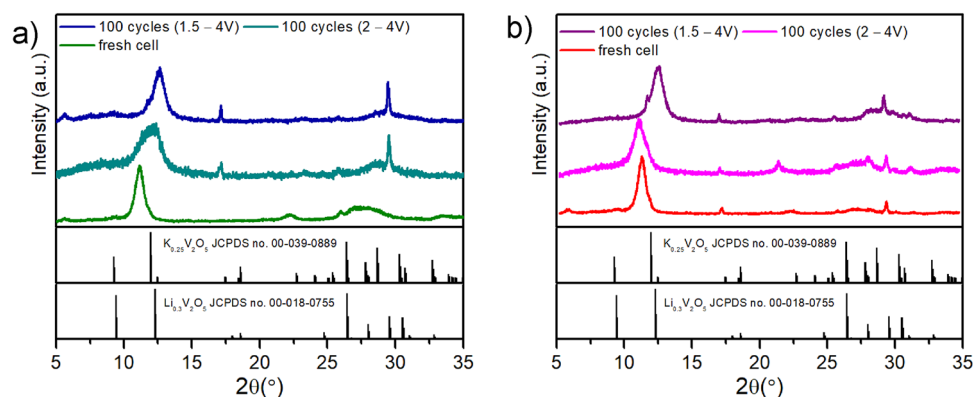 a)
100 cycles (1.5 – 4V) 100 cycles (2 – 4V)
fresh cell
Intensity (a.u.)
K0.25V2O5 JCPDS no. 00-039-0889
Li0.3V2O5 JCPDS no. 00-018-0755
5 10 15 20 25 30 35
2θ(°)
b)
100 cycles (1.5 – 4V) 100 cycles (2 – 4V)
fresh cell
Intensity (a.u.)
K0.25V2O5 JCPDS no. 00-039-0889
Li0.3V2O5 JCPDS no. 00-018-0755
5 10 15 20 25 30 35
2θ(°)